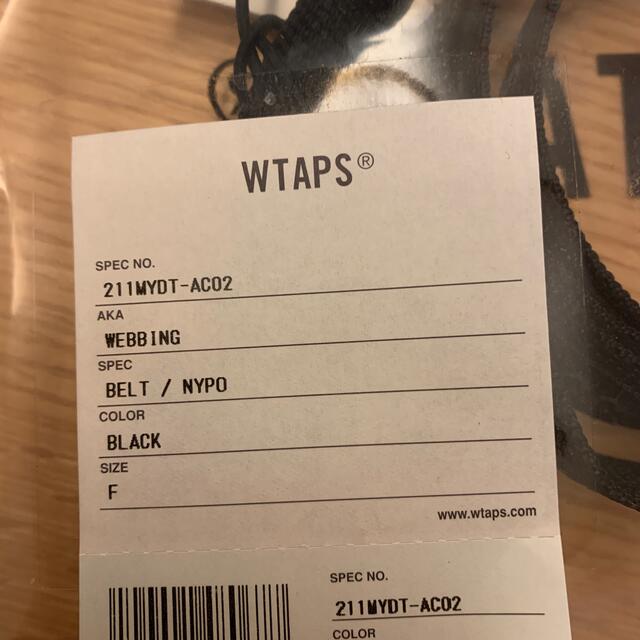 WTAPS®
SPEC NO.
211MYDT-AC02
AKA
WEBBING
SPEC
BELT / NYPO
COLOR
BLACK
SIZE
F
www.wtaps.com
SPEC NO.
211MYDT-AC02
COLOR
AT